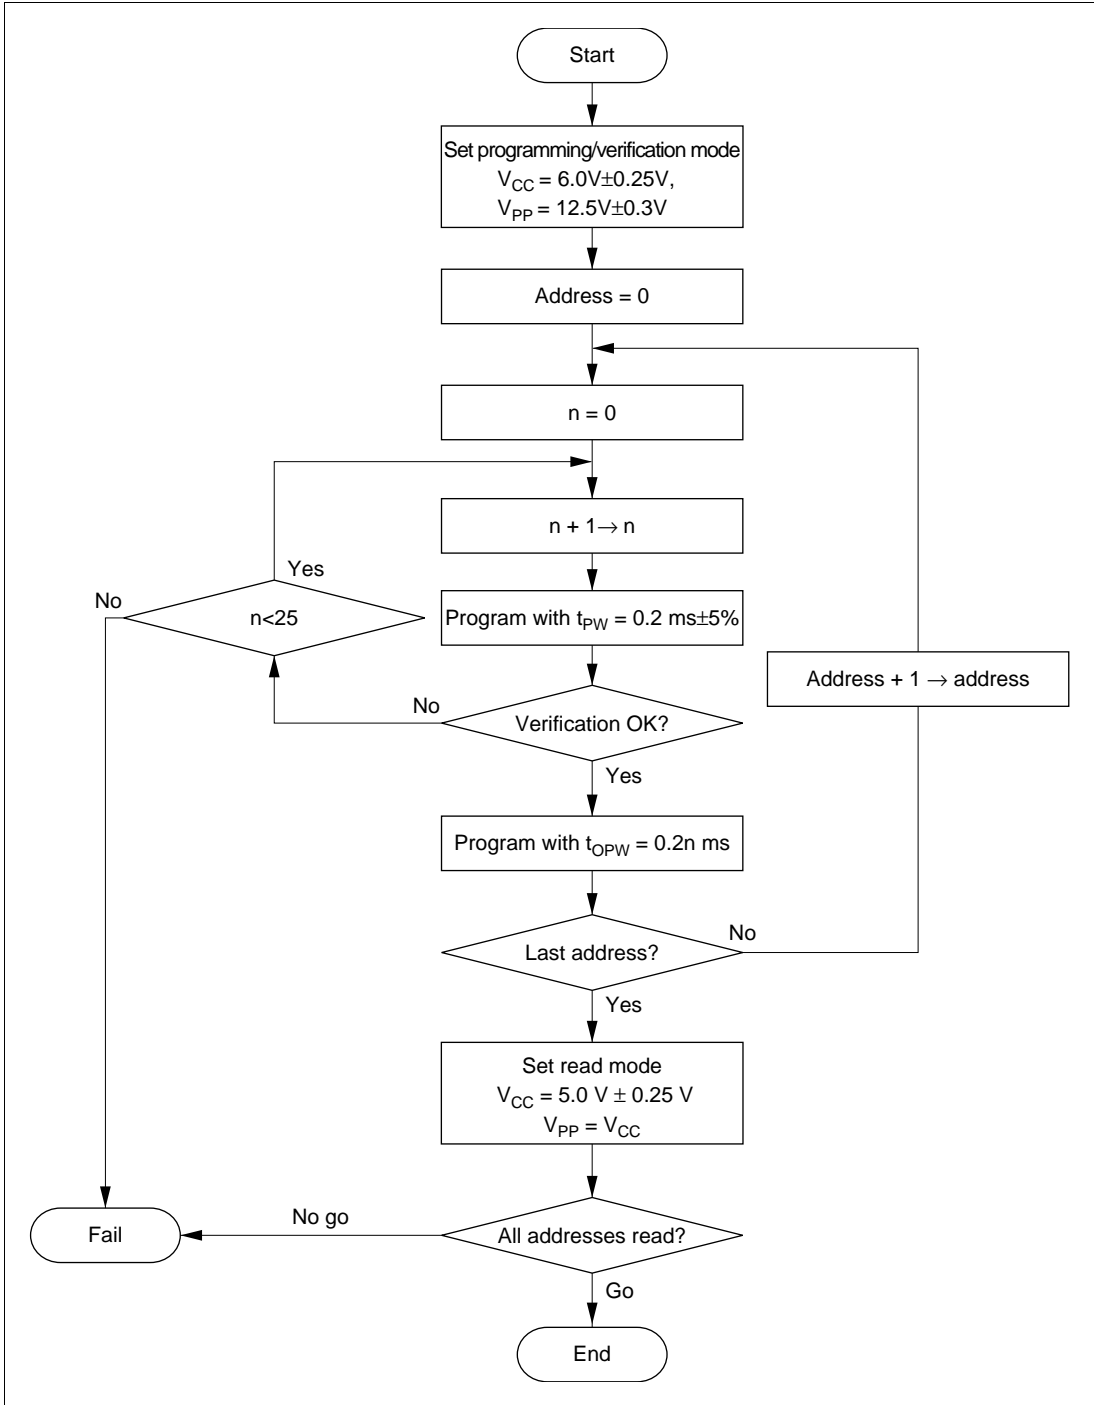 Start
Set programming/verification mode
VCC = 6.0V±0.25V,
VPP = 12.5V±0.3V
Address = 0
n = 0
n + 1→ n
Yes
No
n<25
Program with tPW = 0.2 ms±5%
Address + 1 → address
No
Verification OK?
Yes
Program with tOPW = 0.2n ms
No
Last address?
Yes
Set read mode
VCC = 5.0 V ± 0.25 V
VPP = VCC
No go
Fail
All addresses read?
Go
End